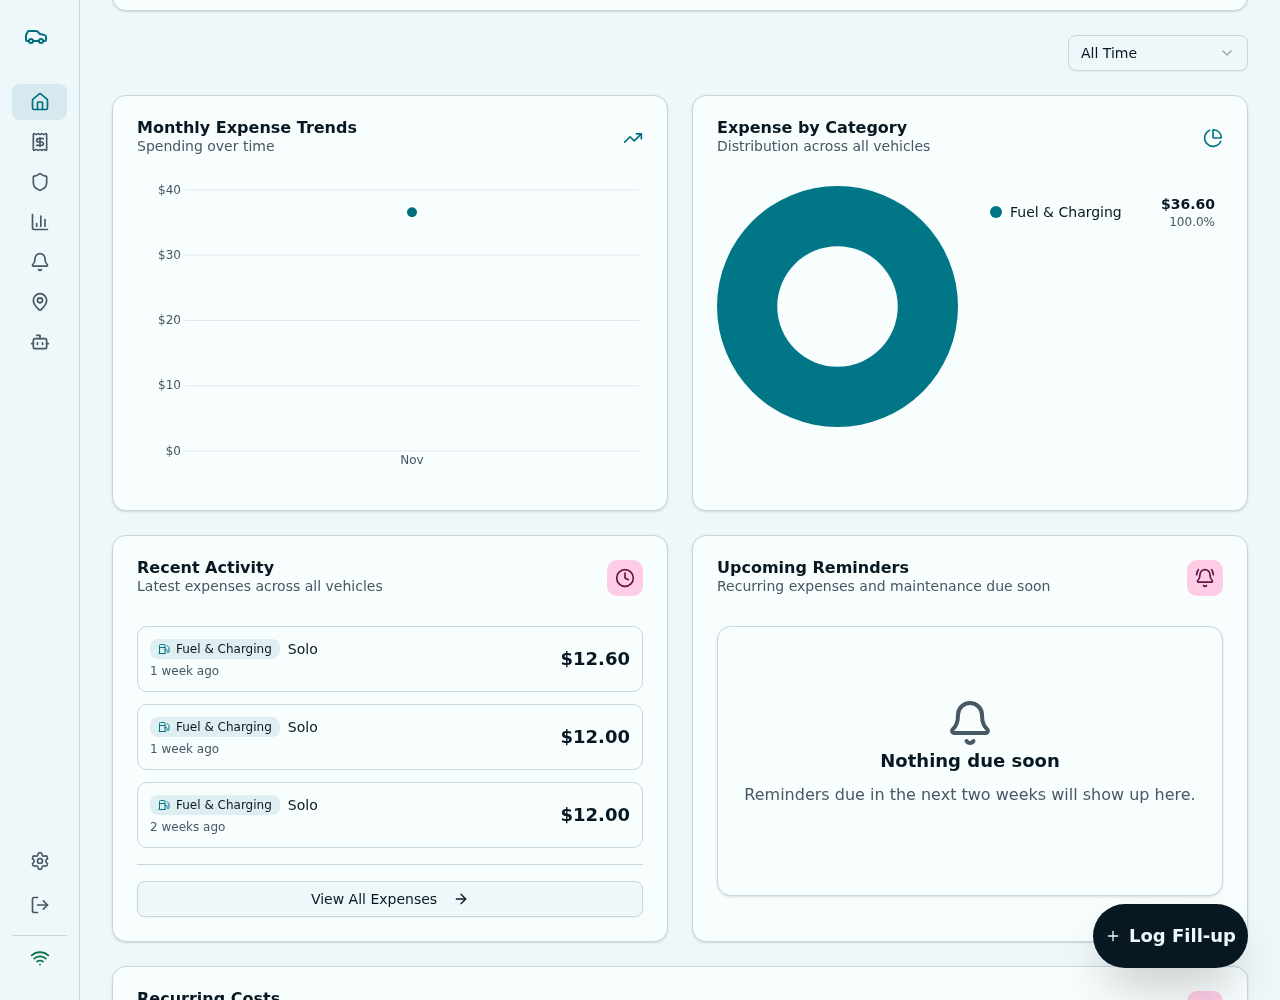 All Time
Monthly Expense Trends
Spending over time
$40
$30
$20
$10
$0
Nov
Expense by Category
Distribution across all vehicles
Fuel & Charging
$36.60
100.0%
Recent Activity
Latest expenses across all vehicles
Fuel & Charging Solo
1 week ago
$12.60
Fuel & Charging Solo
1 week ago
$12.00
Fuel & Charging Solo
2 weeks ago
$12.00
View All Expenses
Upcoming Reminders
Recurring expenses and maintenance due soon
Nothing due soon
Reminders due in the next two weeks will show up here.
Log Fill-up
Recurring Costs